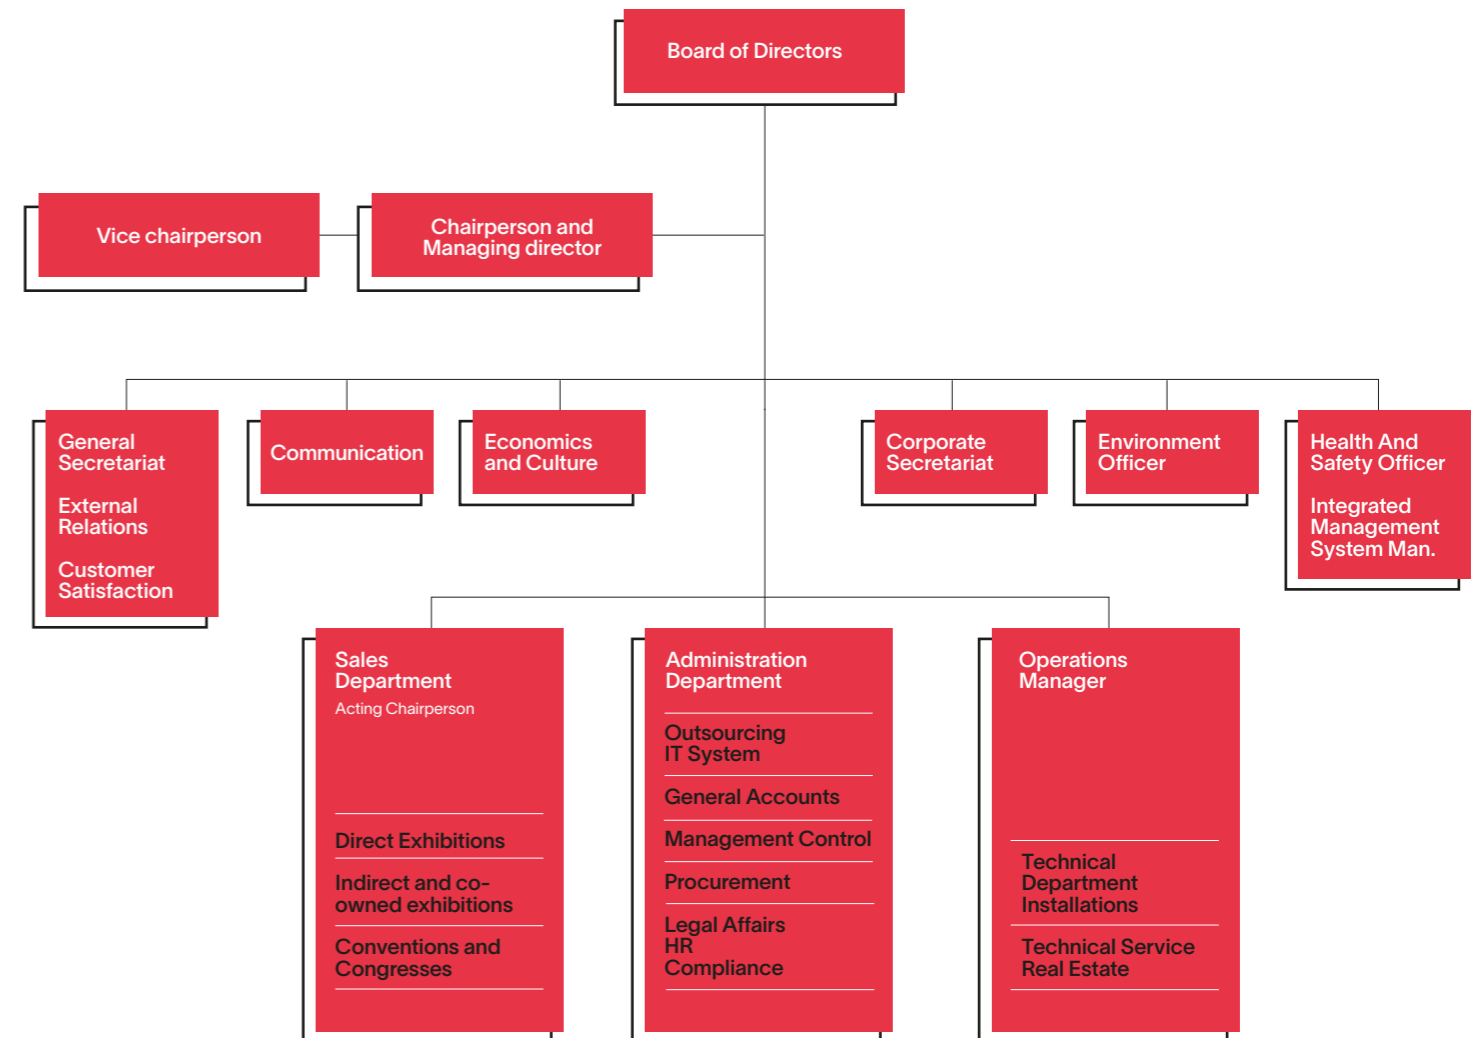 Board of Directors
Vice chairperson
Chairperson and
Managing director
General
Secretariat
External
Relations
Customer
Satisfaction
Communication
Economics
and Culture
Corporate
Secretariat
Environment
Officer
Health And
Safety Officer
Integrated
Management
System Man.
Sales
Department
Acting Chairperson
Direct Exhibitions
Indirect and co-
owned exhibitions
Conventions and
Congresses
Administration
Department
Outsourcing
IT System
General Accounts
Management Control
Procurement
Legal Affairs
HR
Compliance
Operations
Manager
Technical
Department
Installations
Technical Service
Real Estate